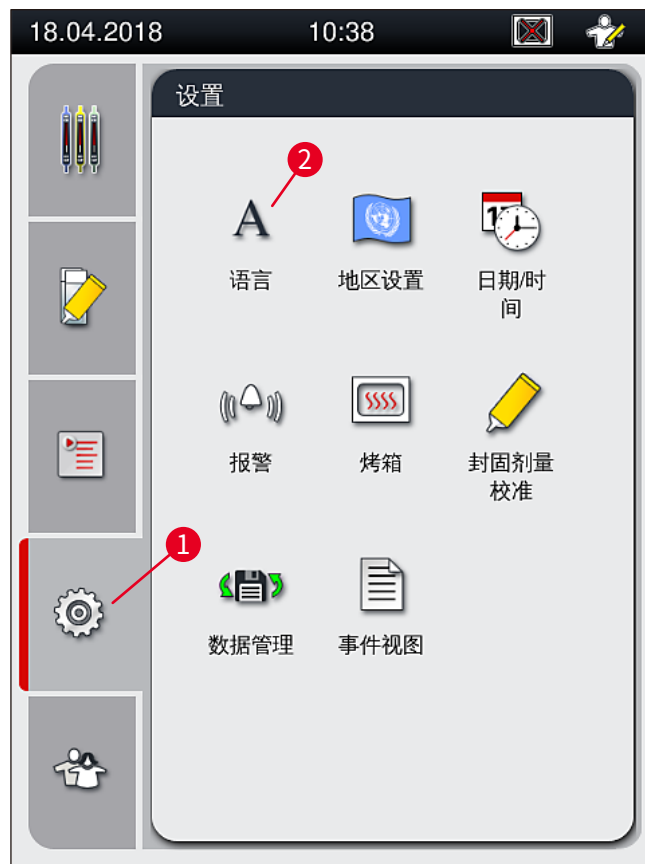 18.04.2018 10:38
设置
2
语言 地区设置 日期/时
间
报警 烤箱 封固剂量
校准
1
数据管理 事件视图